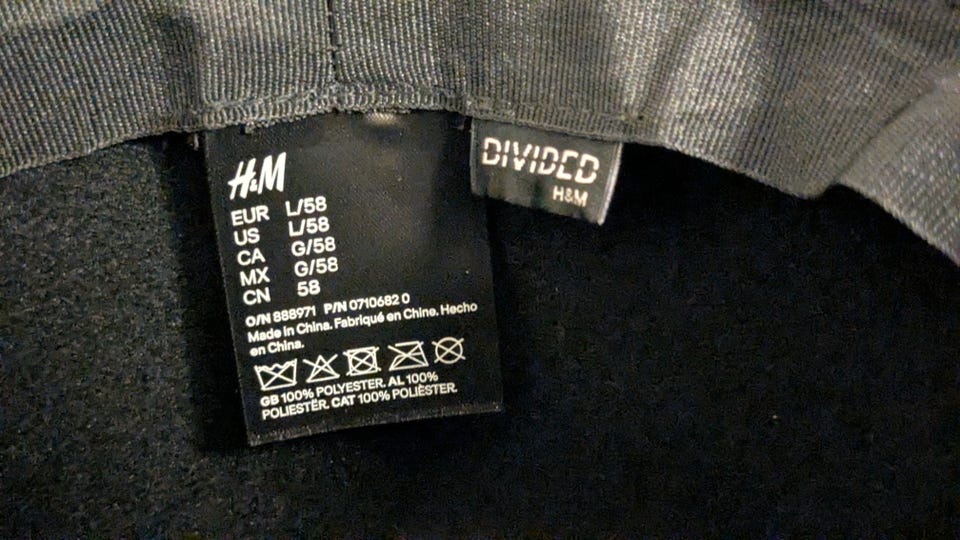 H&M
EUR L/58
US L/58
CA G/58
MX G/58
CN 58
O/N 888971 P/N 0710682 0
Made in China. Fabriqué en Chine. Hecho
en China.
GB 100% POLYESTER. AL 100%
POLIESTËR. CAT 100% POLIÈSTER.
DIVIDED
H&M